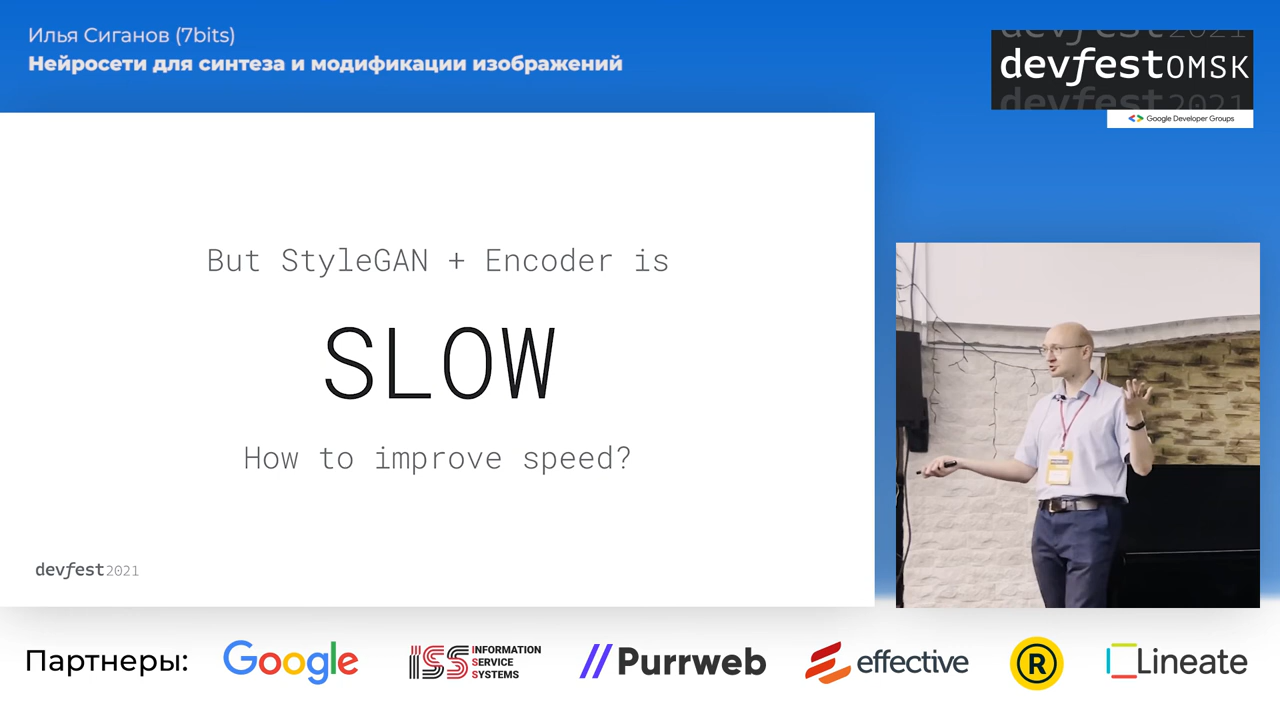 Илья Сиганов (7bits)
Нейросети для синтеза и модификации изображений
devfest2021
devfestOMSK
devfest2021
Google Developer Groups
But StyleGAN + Encoder is
SLOW
How to improve speed?
devfest2021
Партнеры:
Google
iSS INFORMATION
SERVICE
SYSTEMS
Purrweb
effective
R
Lineate